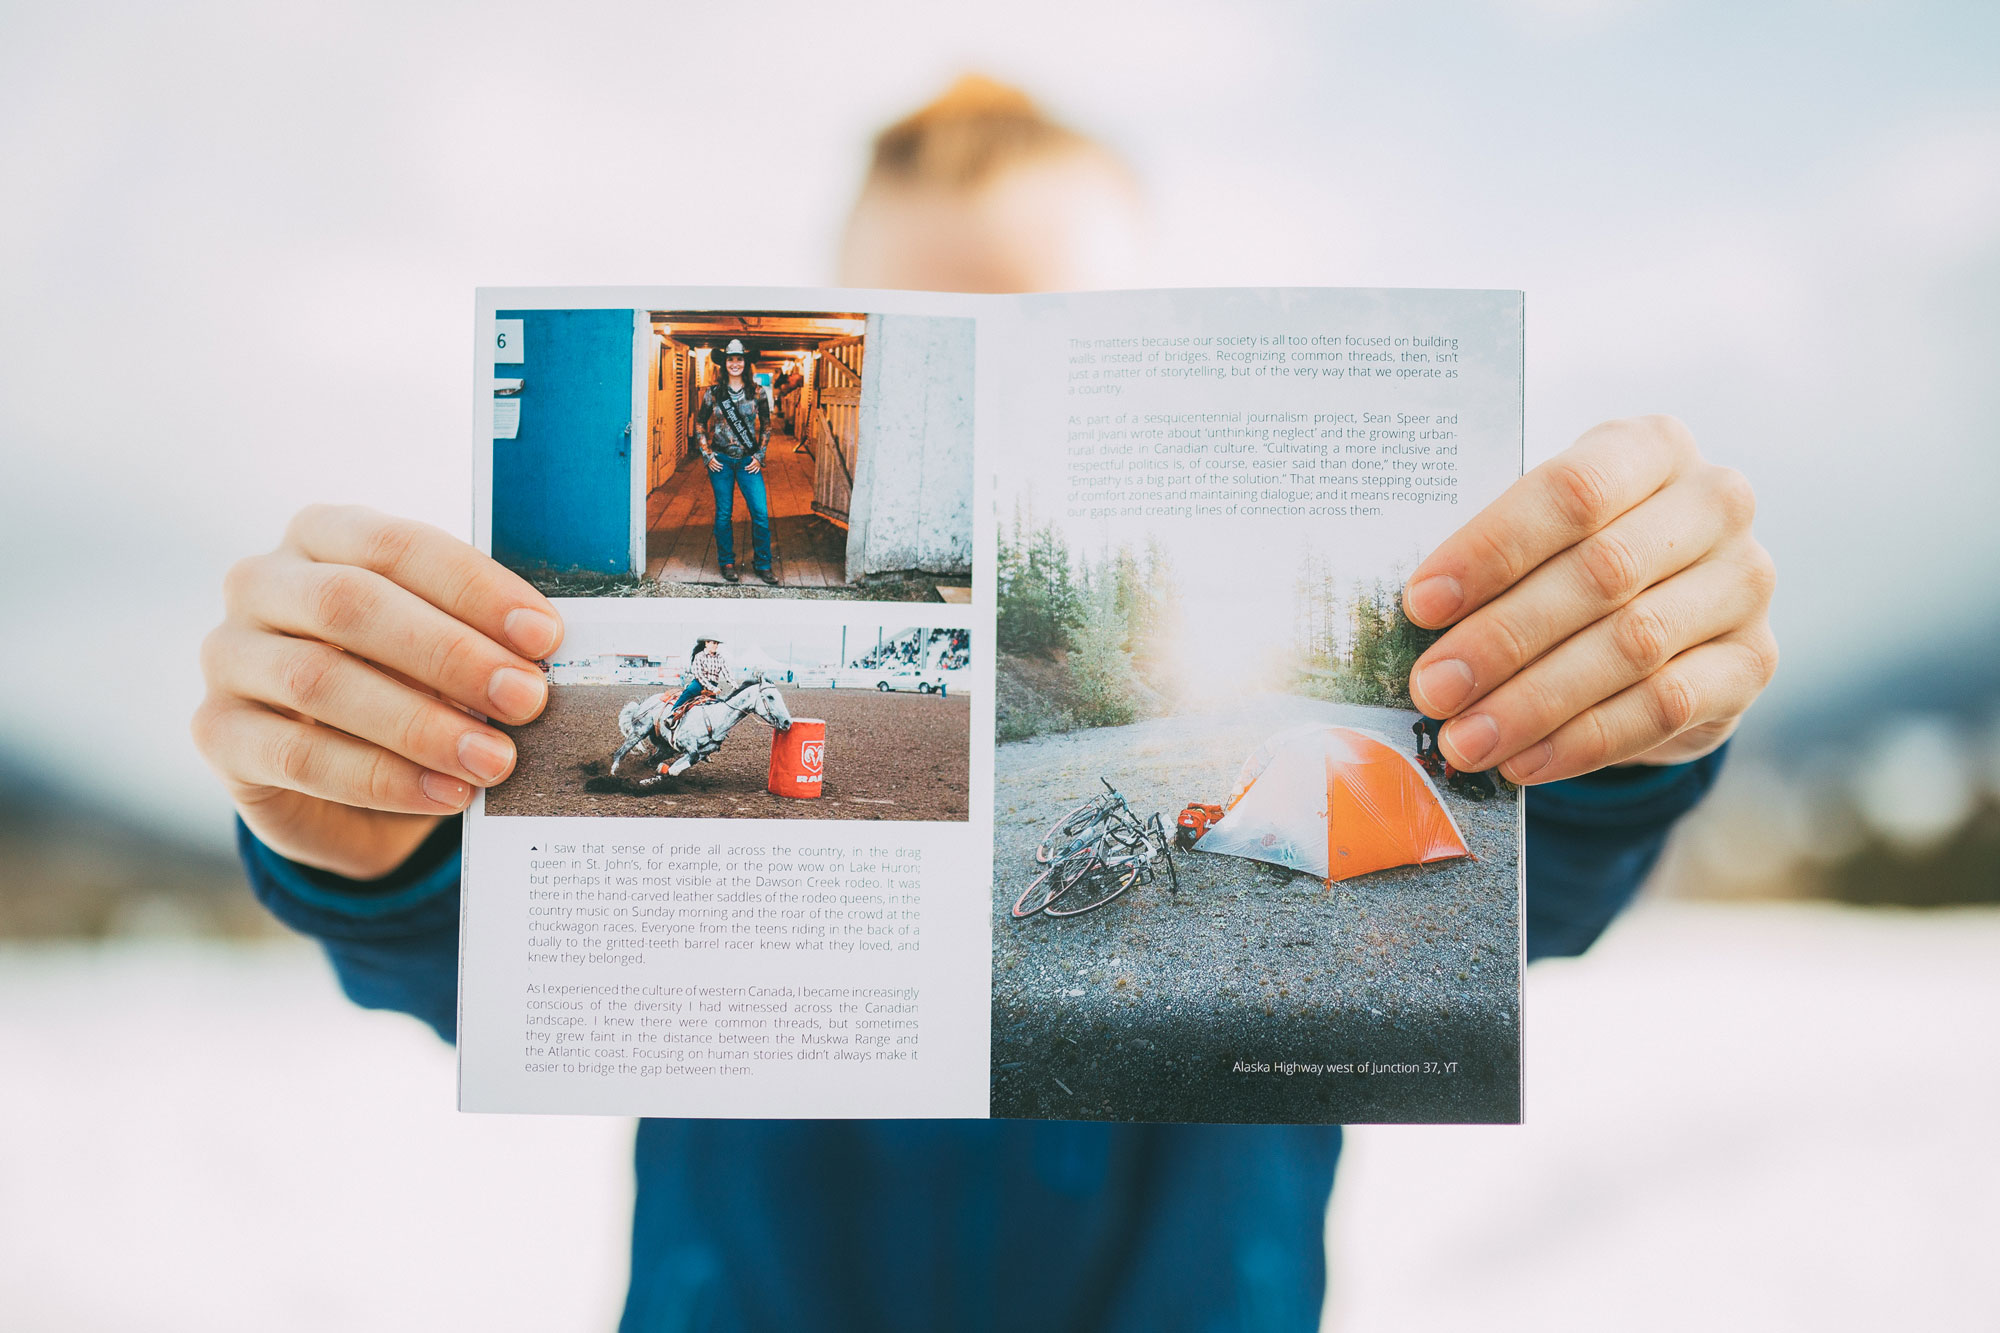 6
RAM
▲ I saw that sense of pride all across the country, in the drag
queen in St. John's, for example, or the pow wow on Lake Huron;
but perhaps it was most visible at the Dawson Creek rodeo. It was
there in the hand-carved leather saddles of the rodeo queens, in the
country music on Sunday morning and the roar of the crowd at the
chuckwagon races. Everyone from the teens riding in the back of a
dually to the gritted-teeth barrel racer knew what they loved, and
knew they belonged.
As I experienced the culture of western Canada, I became increasingly
conscious of the diversity I had witnessed across the Canadian
landscape. I knew there were common threads, but sometimes
they grew faint in the distance between the Muskwa Range and
the Atlantic coast. Focusing on human stories didn't always make it
easier to bridge the gap between them.
This matters because our society is all too often focused on building
walls instead of bridges. Recognizing common threads, then, isn't
just a matter of storytelling, but of the very way that we operate as
a country.
As part of a sesquicentennial journalism project, Sean Speer and
Jamil Jivani wrote about 'unthinking neglect' and the growing urban-
rural divide in Canadian culture. "Cultivating a more inclusive and
respectful politics is, of course, easier said than done," they wrote.
"Empathy is a big part of the solution." That means stepping outside
of comfort zones and maintaining dialogue; and it means recognizing
our gaps and creating lines of connection across them.
Alaska Highway west of Junction 37, YT